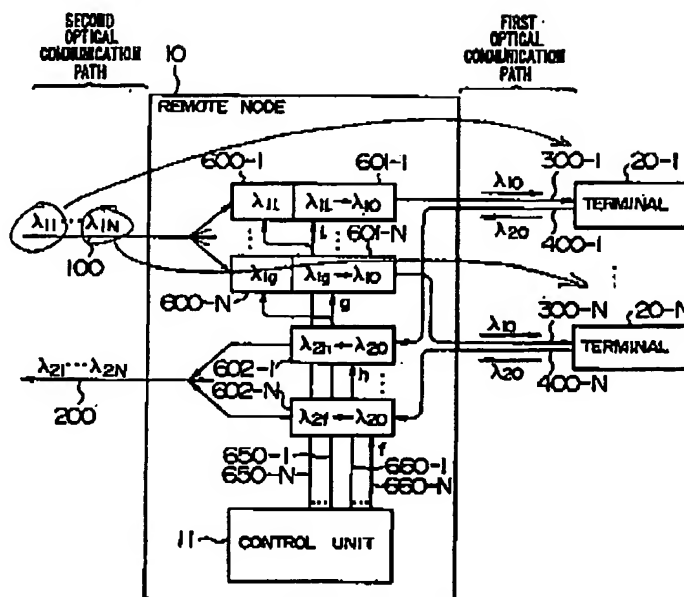 SECOND
OPTICAL
COMMUNICATION
PATH
FIRST
OPTICAL
COMMUNICATION
PATH
10
REMOTE NODE
600-1
601-1
300-1
20-1
λ11 ··· λ1N
100
λ1i
λ1i→λ10
i
λ10
λ20
TERMINAL
400-1
601-N
λ1g
λ1g→λ10
600-N
g
300-N
20-N
λ10
λ20
TERMINAL
400-N
λ21 ··· λ2N
200
λ2h←λ20
602-1
h
602-N
λ2f←λ20
f
650-1
650-N
660-1
660-N
11
CONTROL UNIT